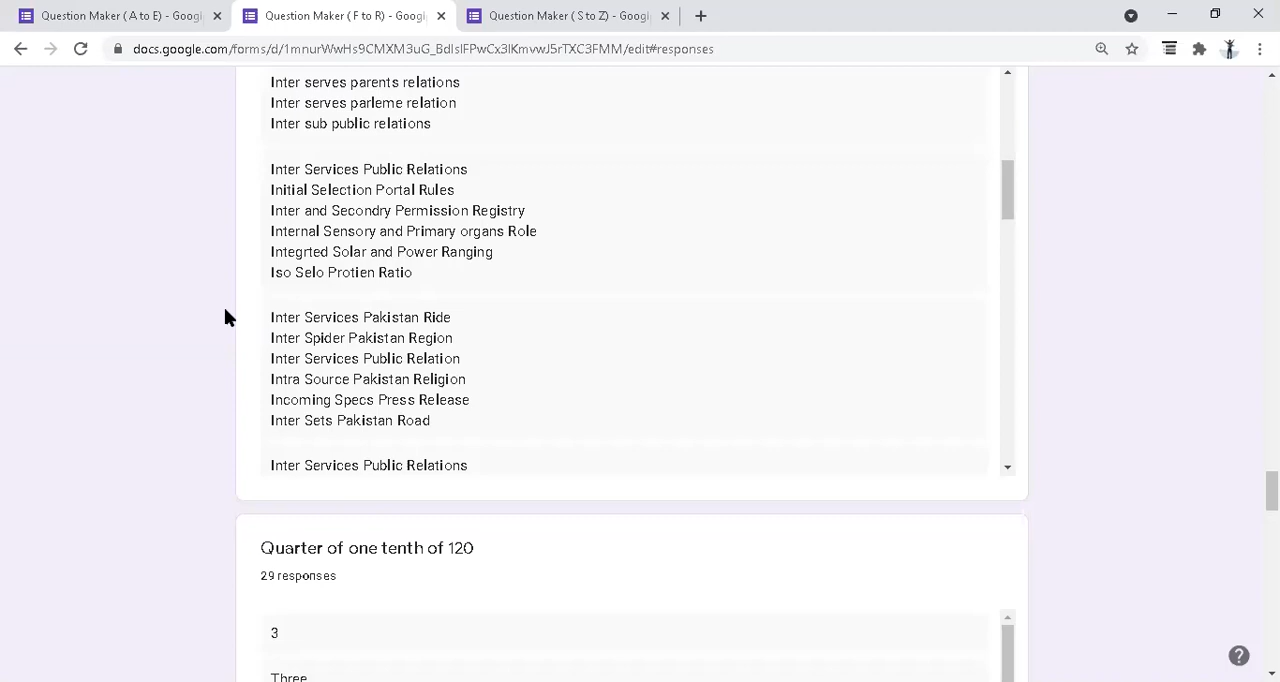 Question Maker ( A to E) - Googl
Question Maker ( F to R) - Googl
Question Maker ( S to Z) - Googl
docs.google.com/forms/d/1mnurWwHs9CMXM3uG_BdIsIFPwCx3lKmvwJ5rTXC3FMM/edit#responses
Inter serves parents relations
Inter serves parleme relation
Inter sub public relations
Inter Services Public Relations
Initial Selection Portal Rules
Inter and Secondry Permission Registry
Internal Sensory and Primary organs Role
Integrted Solar and Power Ranging
Iso Selo Protien Ratio
Inter Services Pakistan Ride
Inter Spider Pakistan Region
Inter Services Public Relation
Intra Source Pakistan Religion
Incoming Specs Press Release
Inter Sets Pakistan Road
Inter Services Public Relations
Quarter of one tenth of 120
29 responses
3
Three